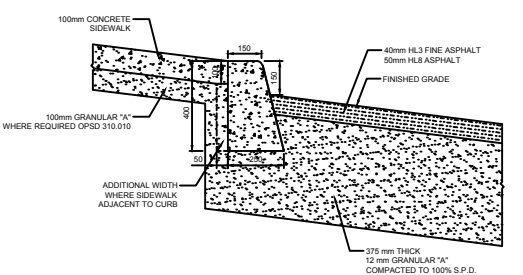 100mm CONCRETE
SIDEWALK
150
100
150
40mm HL3 FINE ASPHALT
50mm HL8 ASPHALT
FINISHED GRADE
400
100mm GRANULAR "A"
WHERE REQUIRED OPSD 310.010
50
250
ADDITIONAL WIDTH
WHERE SIDEWALK
ADJACENT TO CURB
375 mm THICK
12 mm GRANULAR "A"
COMPACTED TO 100% S.P.D.